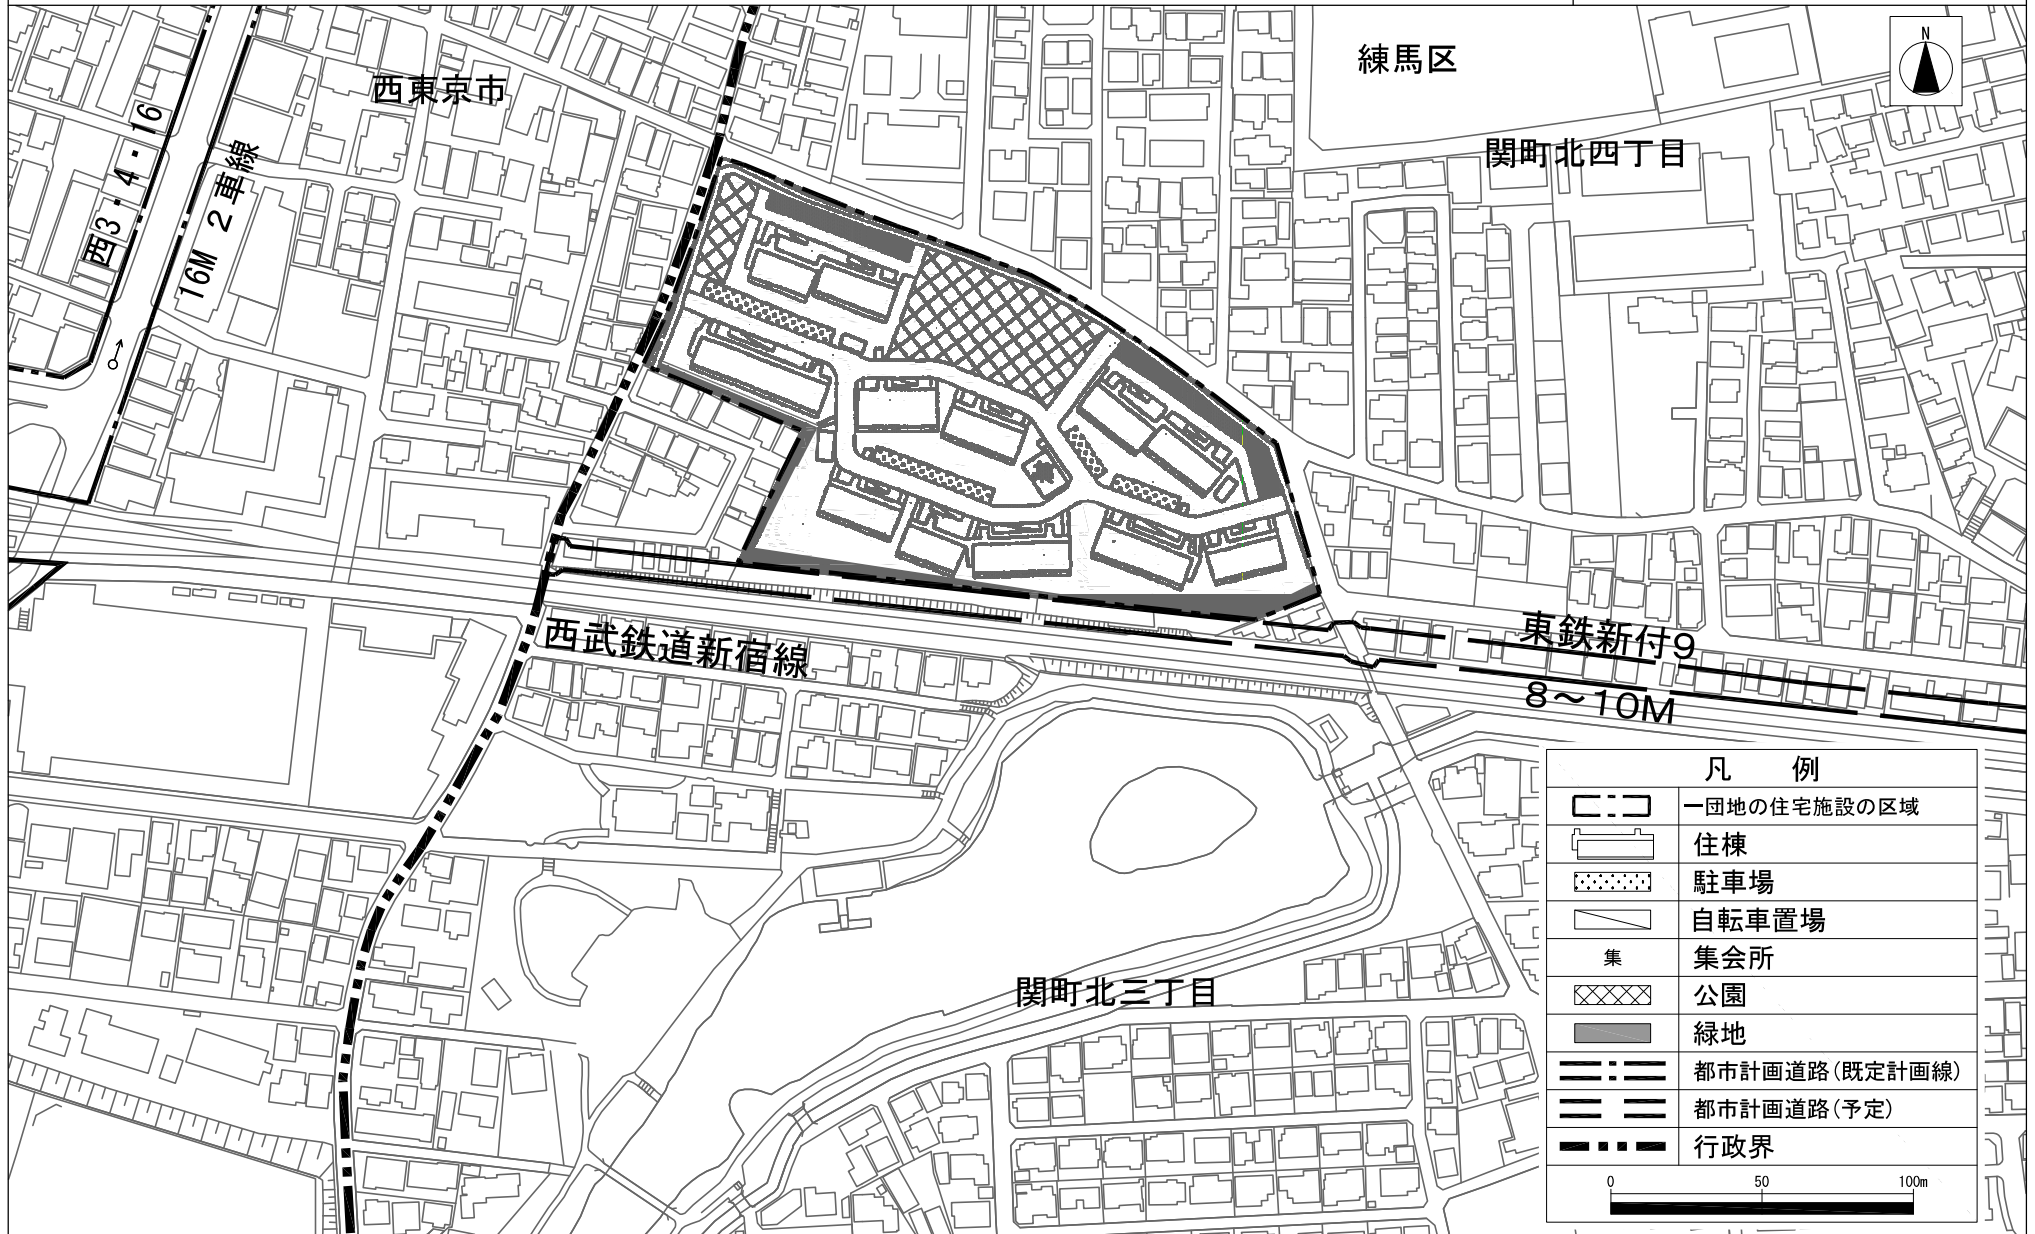 N
西東京市
練馬区
関町北四丁目
西3・4・16
16M 2車線
西武鉄道新宿線
東鉄新付9
8～10M
関町北三丁目
凡 例
一団地の住宅施設の区域
住棟
駐車場
自転車置場
集 集会所
公園
緑地
都市計画道路(既定計画線)
都市計画道路(予定)
行政界
0 50 100m